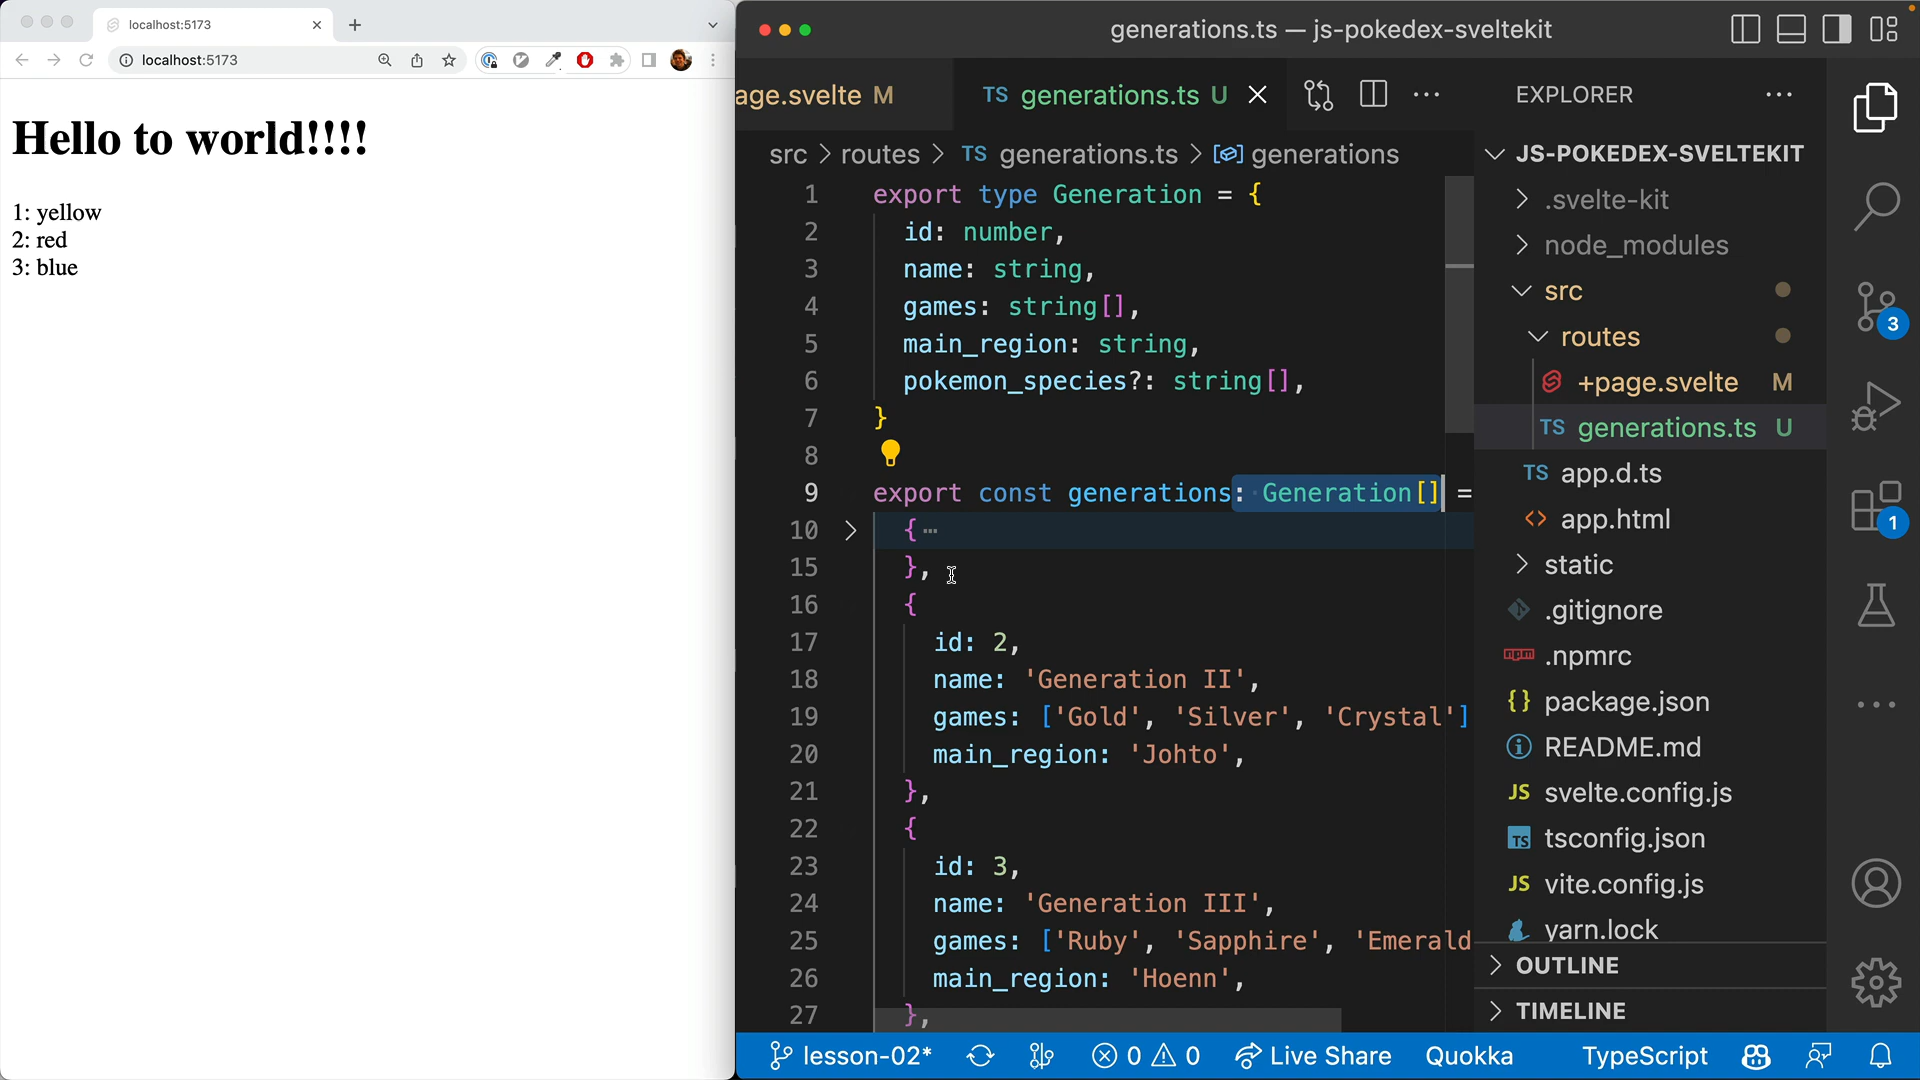 localhost:5173
localhost:5173
Hello to world!!!!
1: yellow
2: red
3: blue
generations.ts — js-pokedex-sveltekit
age.svelte M
TS generations.ts U
src > routes > TS generations.ts > generations
1 export type Generation = {
2 id: number,
3 name: string,
4 games: string[],
5 main_region: string,
6 pokemon_species?: string[],
7 }
8
9 export const generations: Generation[] =
10 { ⋯
15 },
16 {
17 id: 2,
18 name: 'Generation II',
19 games: ['Gold', 'Silver', 'Crystal']
20 main_region: 'Johto',
21 },
22 {
23 id: 3,
24 name: 'Generation III',
25 games: ['Ruby', 'Sapphire', 'Emerald
26 main_region: 'Hoenn',
27 },
EXPLORER
JS-POKEDEX-SVELTEKIT
.svelte-kit
node_modules
src
routes
+page.svelte M
TS generations.ts U
TS app.d.ts
<> app.html
static
.gitignore
npm .npmrc
{} package.json
README.md
JS svelte.config.js
TS tsconfig.json
JS vite.config.js
yarn.lock
OUTLINE
TIMELINE
3
1
lesson-02* 0 0 Live Share Quokka TypeScript